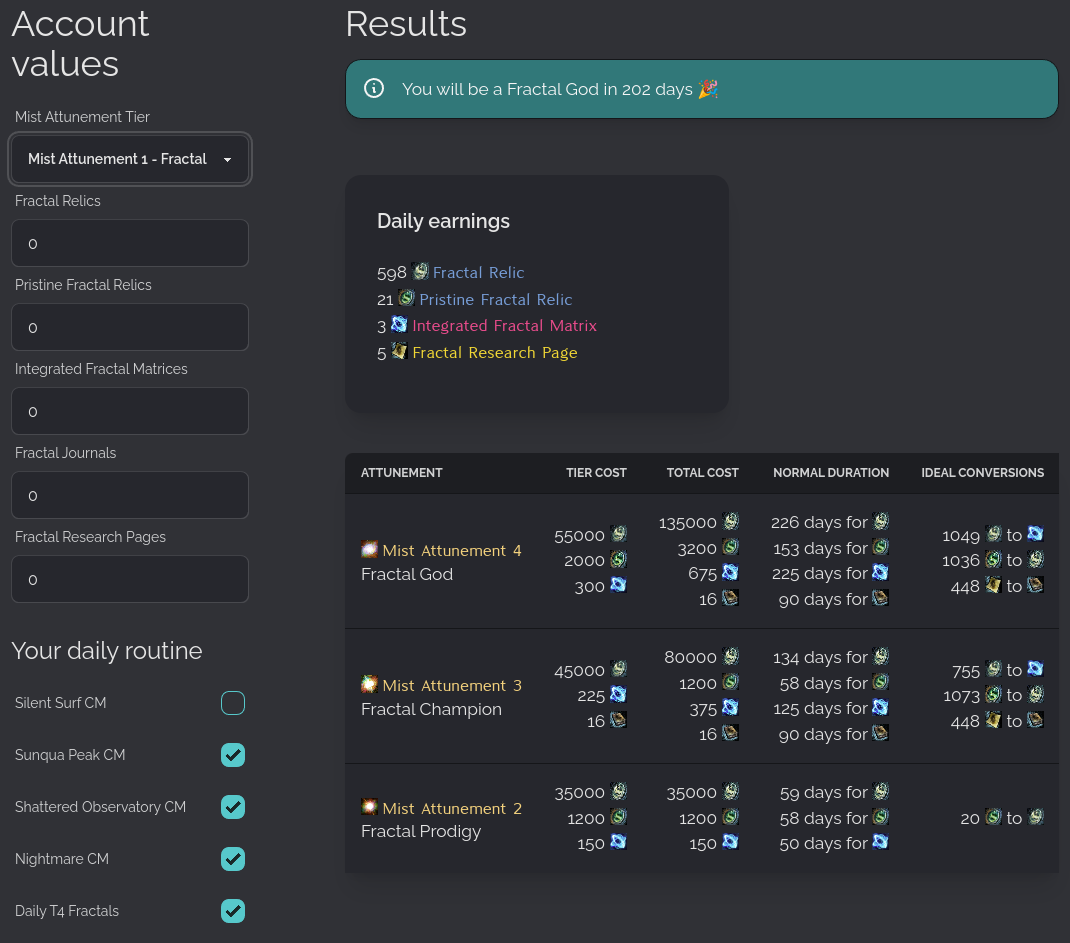 Account
values
Mist Attunement Tier
Mist Attunement 1 - Fractal
Fractal Relics
0
Pristine Fractal Relics
0
Integrated Fractal Matrices
0
Fractal Journals
0
Fractal Research Pages
0
Your daily routine
Silent Surf CM
Sunqua Peak CM
Shattered Observatory CM
Nightmare CM
Daily T4 Fractals
Results
You will be a Fractal God in 202 days 🎉
Daily earnings
598 Fractal Relic
21 Pristine Fractal Relic
3 Integrated Fractal Matrix
5 Fractal Research Page
ATTUNEMENT TIER COST TOTAL COST NORMAL DURATION IDEAL CONVERSIONS
Mist Attunement 4
Fractal God
55000
2000
300
135000
3200
675
16
226 days for
153 days for
225 days for
90 days for
1049 to
1036 to
448 to
Mist Attunement 3
Fractal Champion
45000
225
16
80000
1200
375
16
134 days for
58 days for
125 days for
90 days for
755 to
1073 to
448 to
Mist Attunement 2
Fractal Prodigy
35000
1200
150
35000
1200
150
59 days for
58 days for
50 days for
20 to